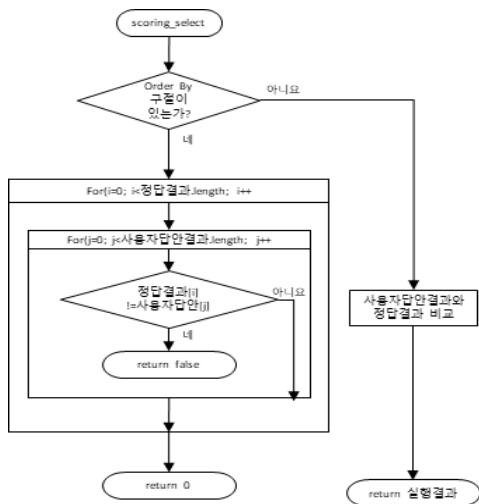 scoring_select
Order By
구절이
있는가?
아니요
네
For(i=0; i<정답결과.length; i++
For(j=0; j<사용자답안결과.length; j++
정답결과[i]
!=사용자답안[j]
아니요
네
return false
사용자답안결과와
정답결과 비교
return 0
return 실행결과